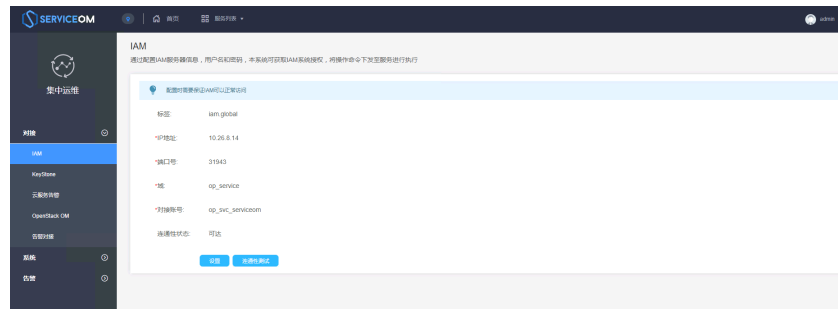 SERVICEOM
首页
服务列表
admin
集中运维
对接
IAM
KeyStone
云服务告警
OpenStack OM
告警对接
系统
告警
IAM
通过配置IAM服务器信息，用户名和密码，本系统可获取IAM系统授权，将操作命令下发至服务进行执行
配置时需要保证IAM可以正常访问
标签: iam.global
*IP地址: 10.26.8.14
*端口号: 31943
*域: op_service
*对接账号: op_svc_serviceom
连通性状态: 可达
设置 连通性测试